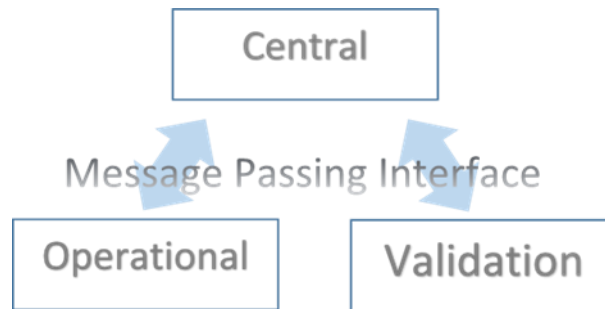 Central
Message Passing Interface
Operational
Validation